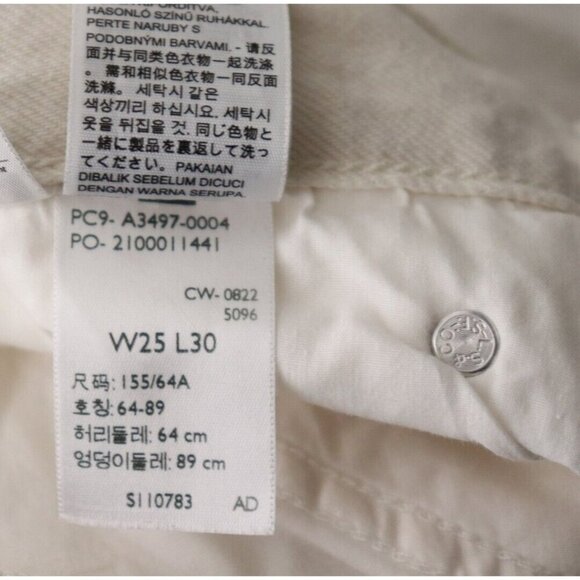 HASONLÓ SZÍNŰ RUHÁKKAL.
PERTE NARUBY S
PODOBNÝMI BARVAMI. - 请反
面并与同类色衣物一起洗涤
。需和相似色衣物一同反面
洗滌。세탁시 같은
색상끼리 하십시요. 세탁시
옷을 뒤집을 것. 同じ色物と
一緒に製品を裏返して洗っ
てください。PAKAIAN
DIBALIK SEBELUM DICUCI
DENGAN WARNA SERUPA.
PC9- A3497-0004
PO- 2100011441
CW- 0822
5096
W25 L30
尺码: 155/64A
호칭: 64-89
허리둘레: 64 cm
엉덩이둘레: 89 cm
S110783 AD